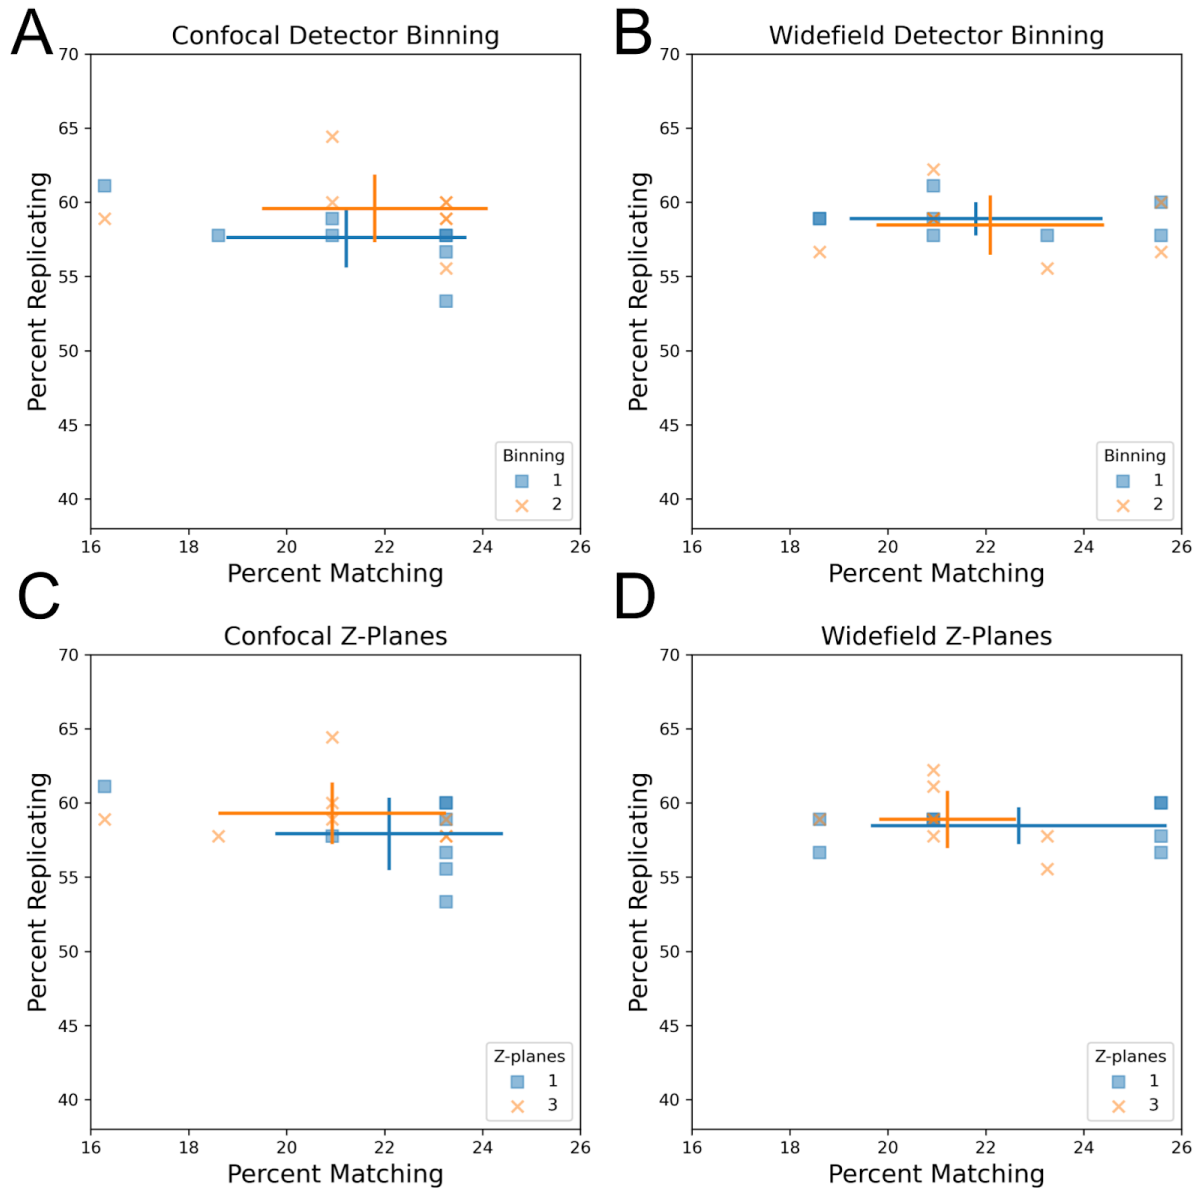 A
Confocal Detector Binning
70
65
60
55
50
45
40
Percent Replicating
Binning
1
2
16 18 20 22 24 26
Percent Matching
B
Widefield Detector Binning
70
65
60
55
50
45
40
Percent Replicating
Binning
1
2
16 18 20 22 24 26
Percent Matching
C
Confocal Z-Planes
70
65
60
55
50
45
40
Percent Replicating
Z-planes
1
3
16 18 20 22 24 26
Percent Matching
D
Widefield Z-Planes
70
65
60
55
50
45
40
Percent Replicating
Z-planes
1
3
16 18 20 22 24 26
Percent Matching